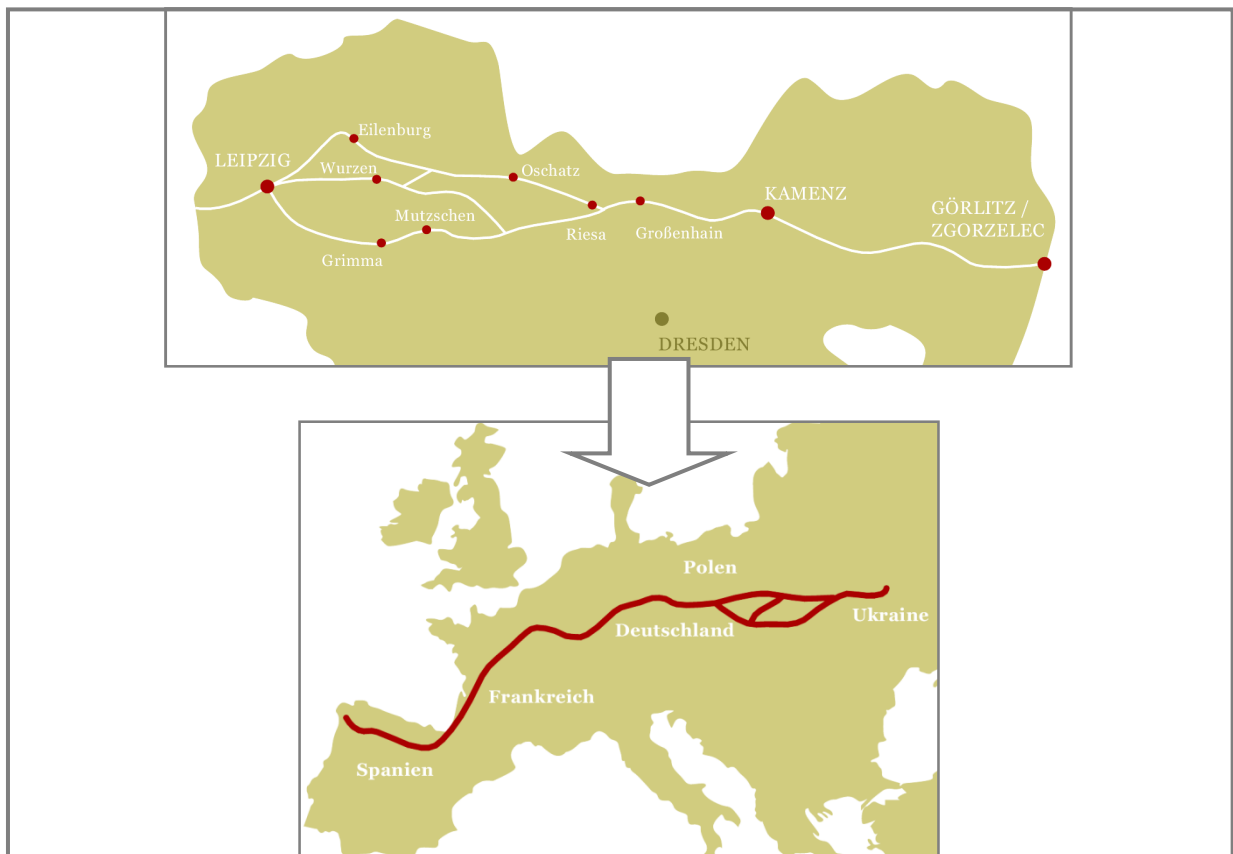 Eilenburg
LEIPZIG
Wurzen
Oschatz
KAMENZ
Mutzschen
GÖRLITZ /
ZGORZELEC
Riesa
Großenhain
Grimma
DRESDEN
Polen
Ukraine
Deutschland
Frankreich
Spanien